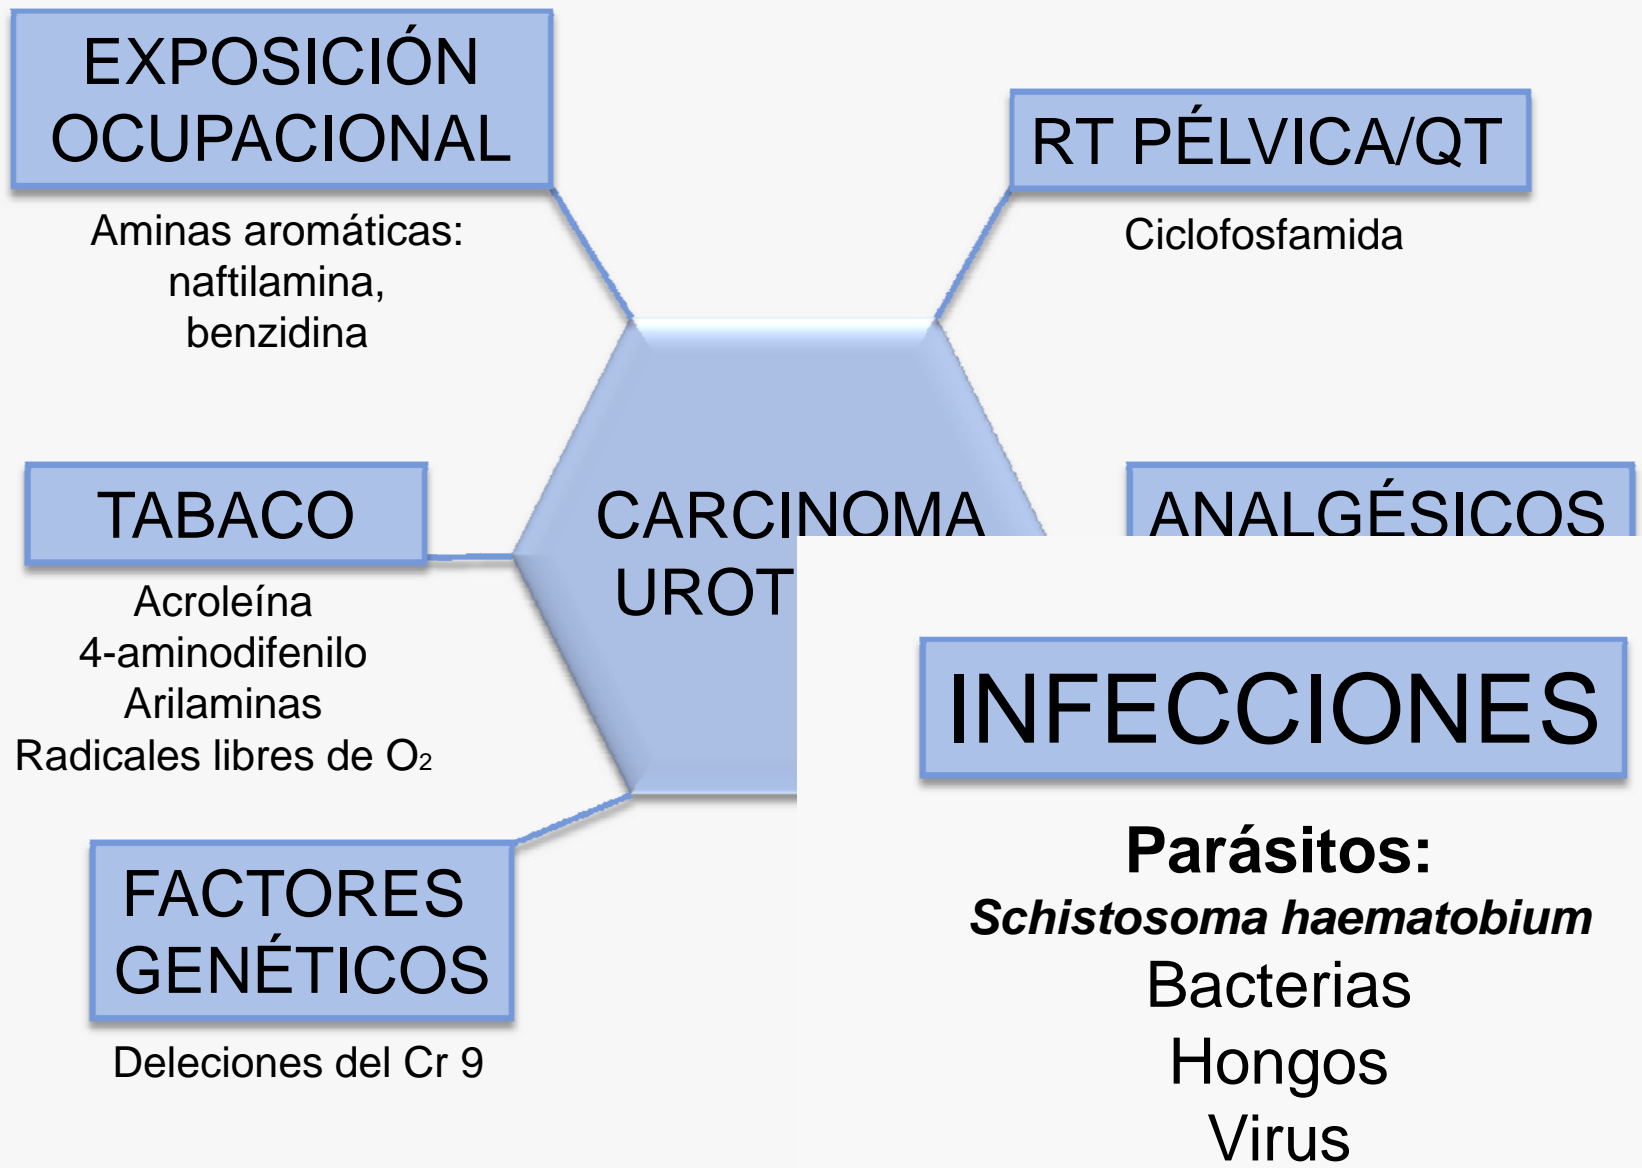 EXPOSICIÓN
OCUPACIONAL
Aminas aromáticas:
naftilamina,
benzidina
RT PÉLVICA/QT
Ciclofosfamida
TABACO
Acroleína
4-aminodifenilo
Arilaminas
Radicales libres de O₂
CARCINOMA
UROT
ANALGÉSICOS
FACTORES
GENÉTICOS
Deleciones del Cr 9
INFECCIONES
Parásitos:
Schistosoma haematobium
Bacterias
Hongos
Virus